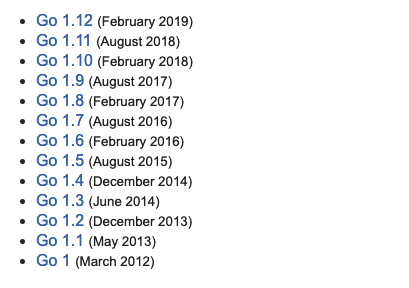 Go 1.12 (February 2019)
Go 1.11 (August 2018)
Go 1.10 (February 2018)
Go 1.9 (August 2017)
Go 1.8 (February 2017)
Go 1.7 (August 2016)
Go 1.6 (February 2016)
Go 1.5 (August 2015)
Go 1.4 (December 2014)
Go 1.3 (June 2014)
Go 1.2 (December 2013)
Go 1.1 (May 2013)
Go 1 (March 2012)